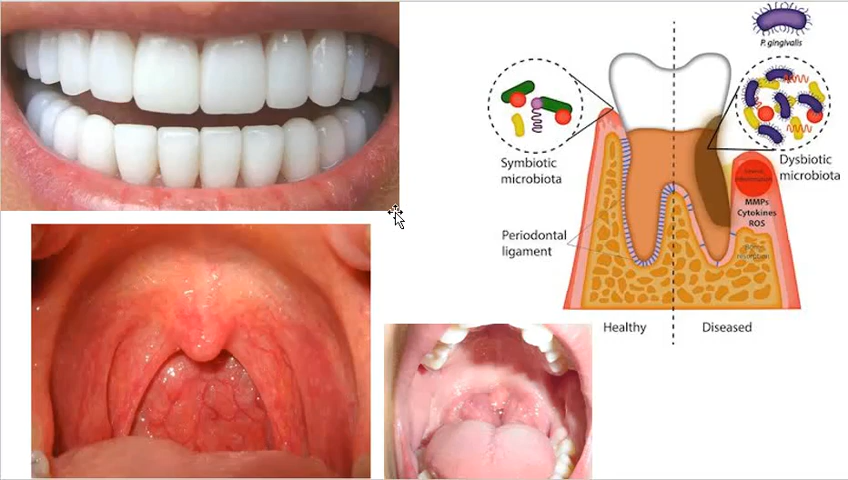 P. gingivalis
Symbiotic
microbiota
Dysbiotic
microbiota
MMPs
Cytokines
ROS
Periodontal
ligament
Healthy
Diseased